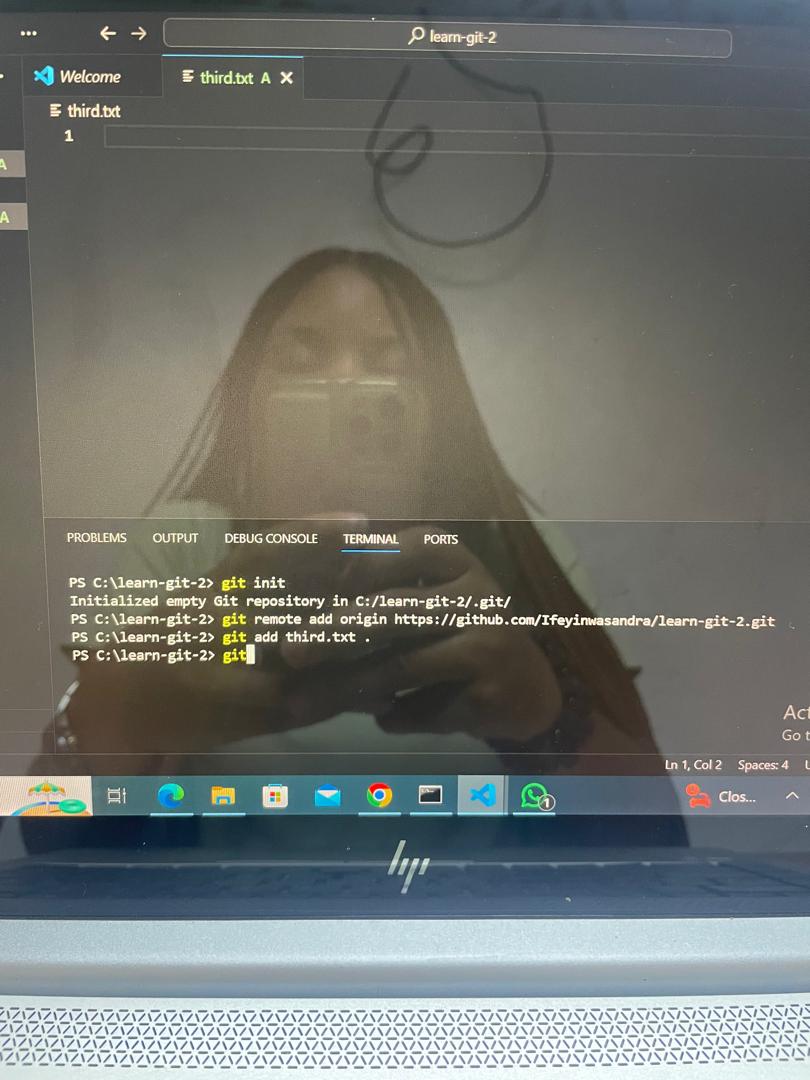 learn-git-2
Welcome
third.txt A
third.txt
1
A
A
PROBLEMS OUTPUT DEBUG CONSOLE TERMINAL PORTS
PS C:\learn-git-2> git init
Initialized empty Git repository in C:/learn-git-2/.git/
PS C:\learn-git-2> git remote add origin https://github.com/Ifeyinwasandra/learn-git-2.git
PS C:\learn-git-2> git add third.txt .
PS C:\learn-git-2> git
Act
Go t
Ln 1, Col 2 Spaces: 4 U
1
Clos...
hp